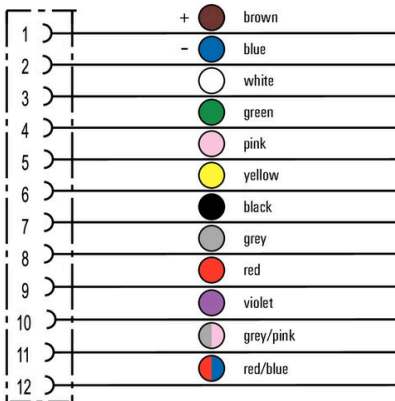 + brown
1
− blue
2
white
3
green
4
pink
5
yellow
6
black
7
grey
8
red
9
violet
10
grey/pink
11
red/blue
12